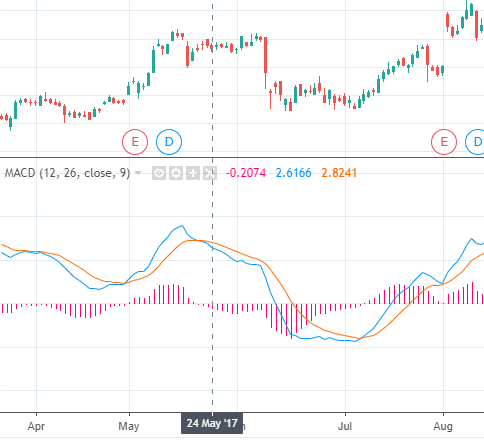 E D E D
MACD (12, 26, close, 9) -0.2074 2.6166 2.8241
Apr May 24 May '17 Jul Aug